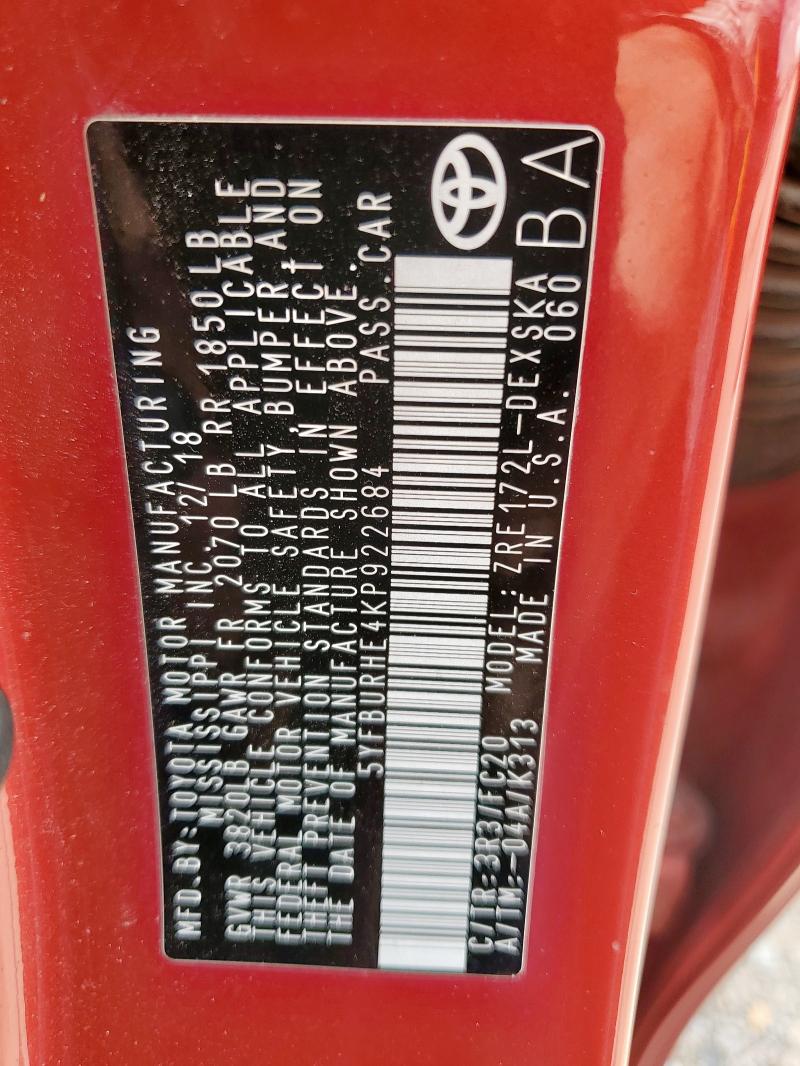 MFD BY: TOYOTA MOTOR MANUFACTURING
MISSISSIPPI INC. 12/18
GVWR 3820LB GAWR FR 2070 LB RR 1850LB
THIS VEHICLE CONFORMS TO ALL APPLICABLE
FEDERAL MOTOR VEHICLE SAFETY, BUMPER AND
THEFT PREVENTION STANDARDS IN EFFECT ON
THE DATE OF MANUFACTURE SHOWN ABOVE.
5YFBURHE4KP922684 PASS.CAR
C/TR:3R3/FC20 MODEL:ZRE172L-DEXSKA
A/TM:-04A/K313 MADE IN U.S.A. 060
BA